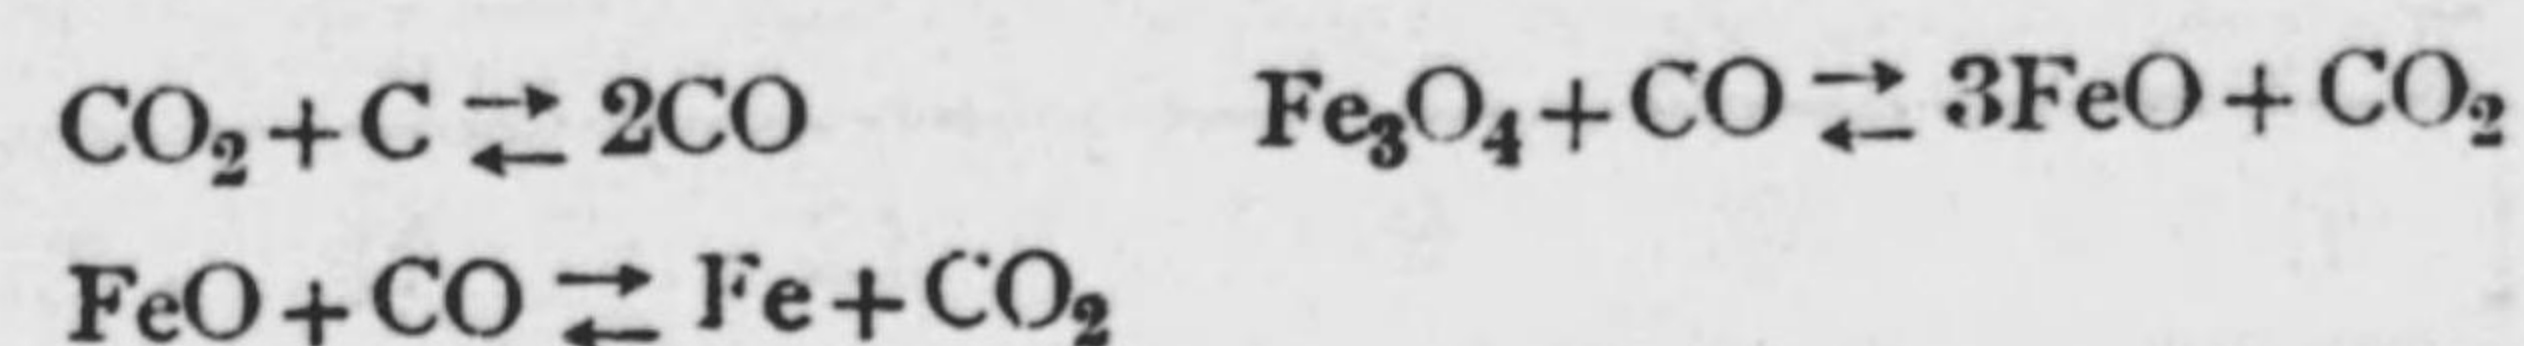 CO₂+C ⇄ 2CO Fe₃O₄+CO ⇄ 3FeO+CO₂
FeO+CO ⇄ Fe+CO₂